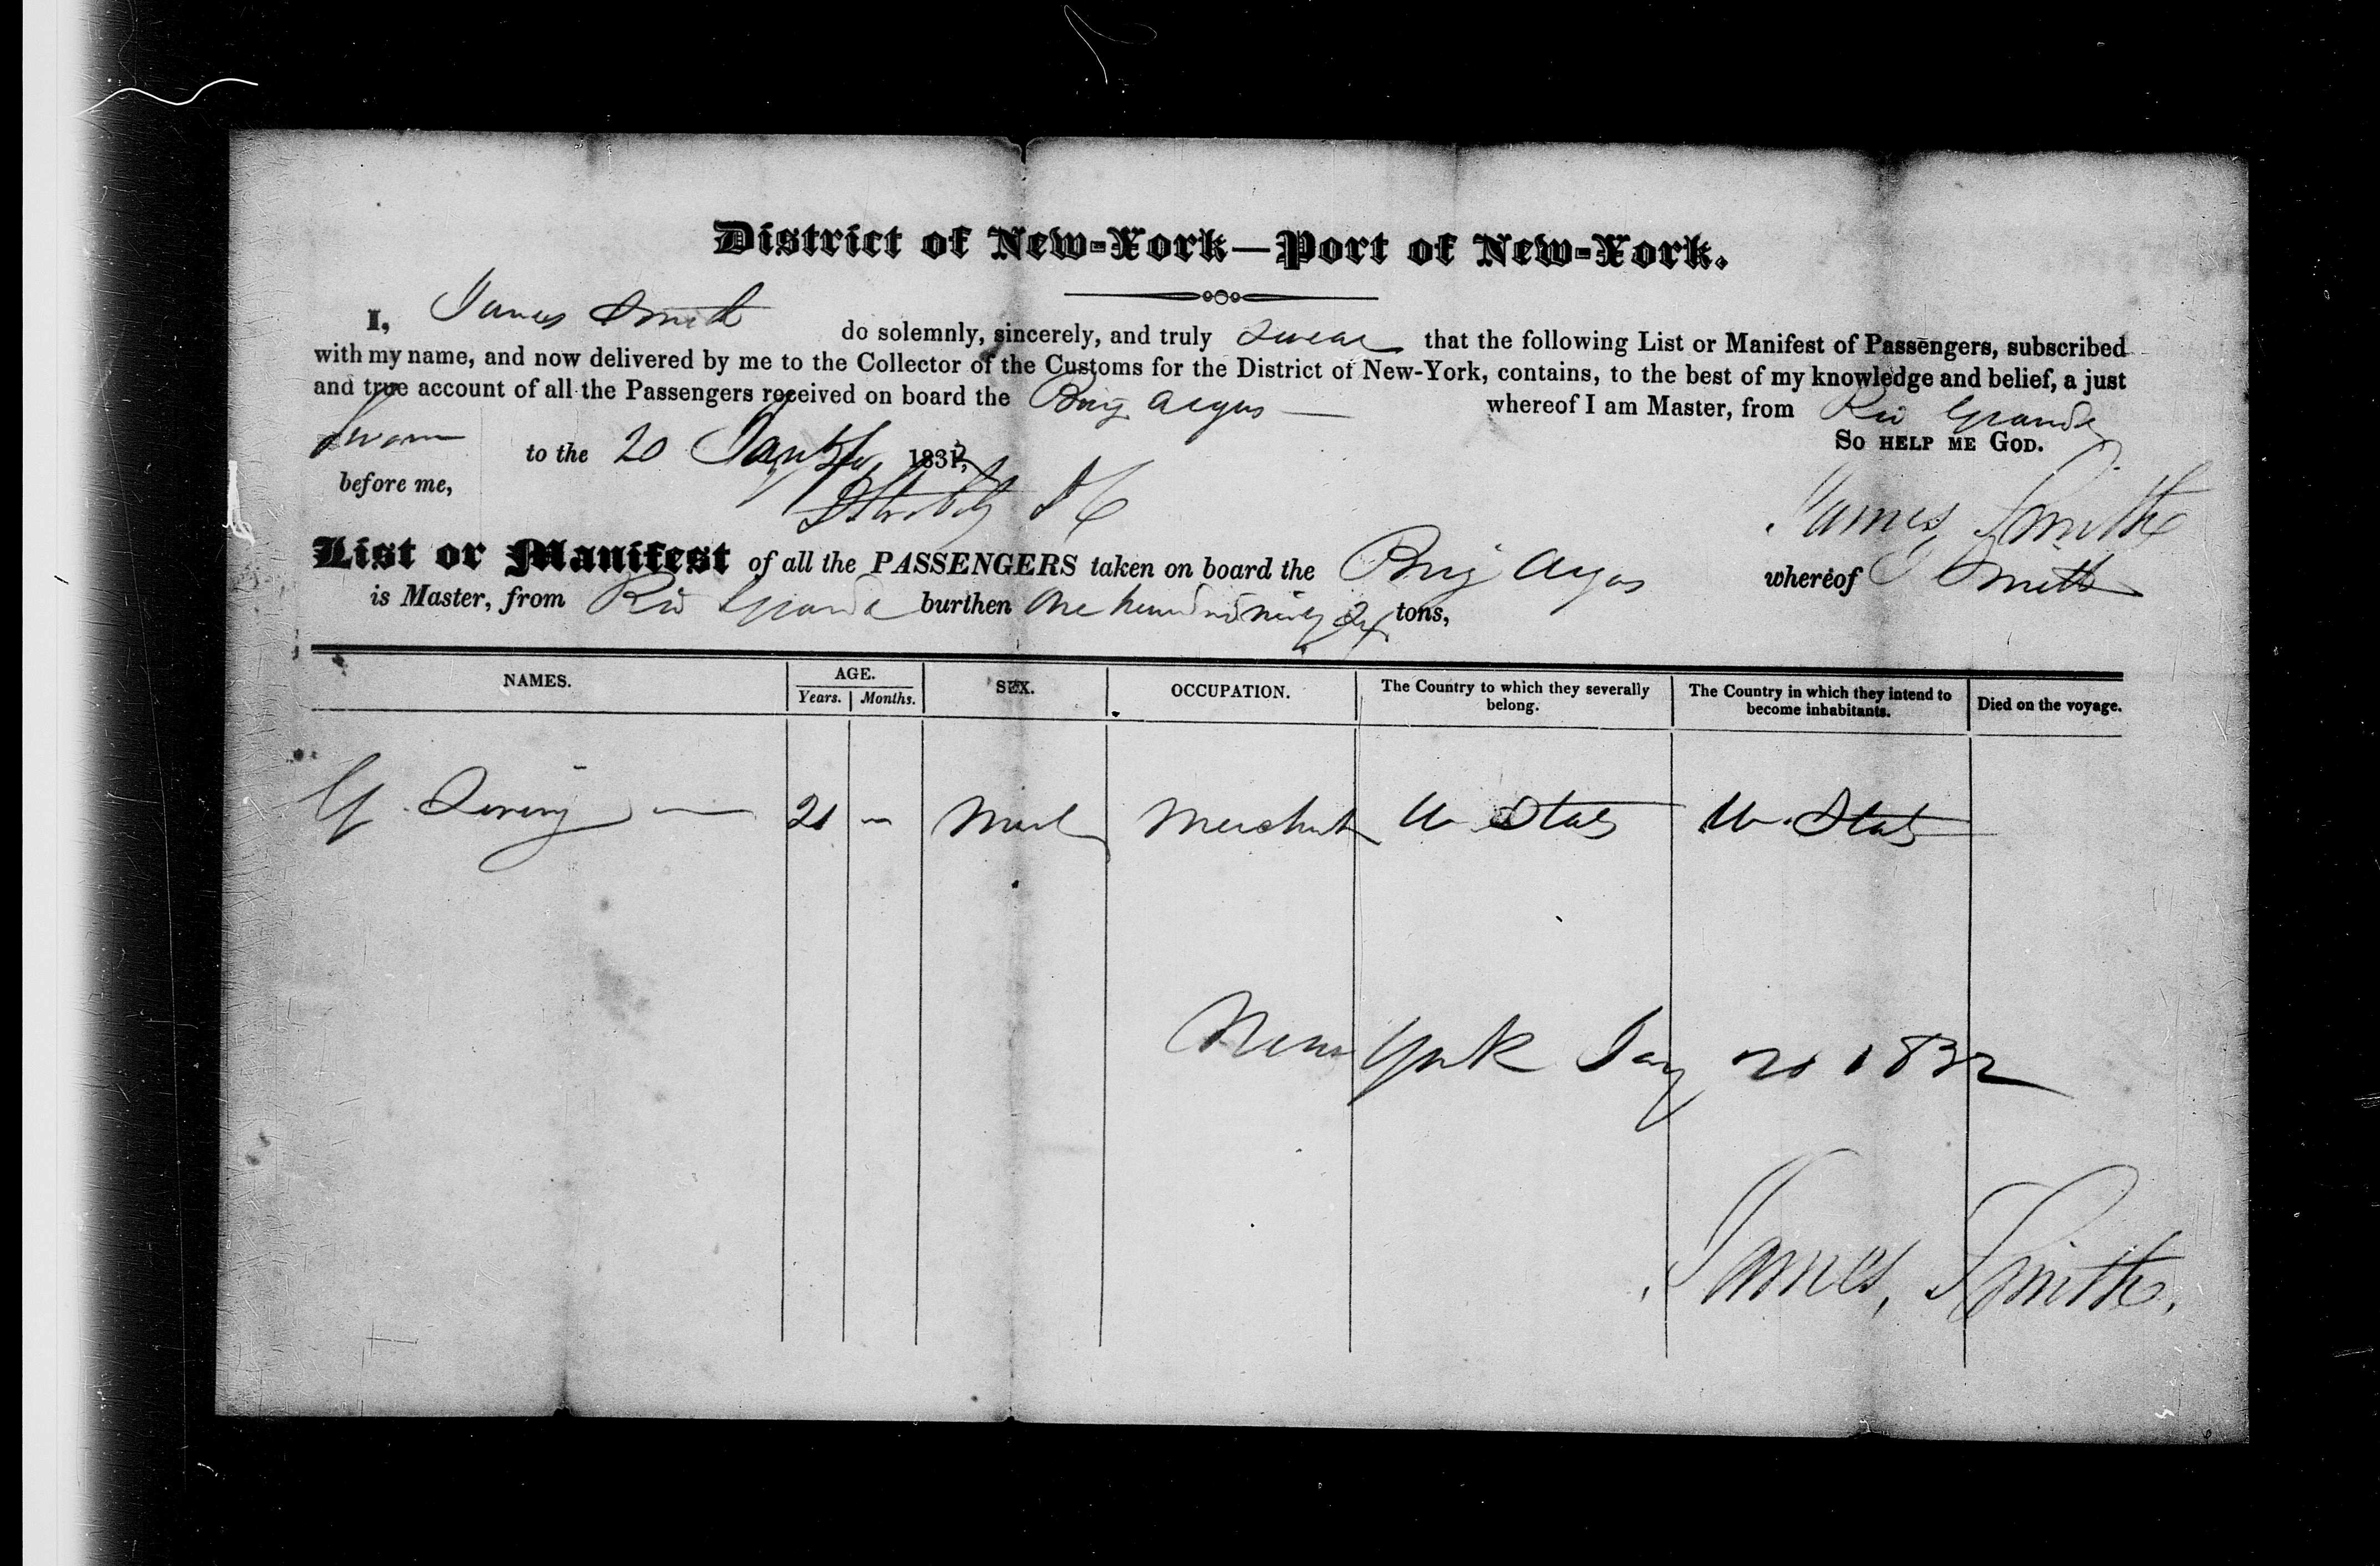 District of New-York—Port of New-York.
I, James Smith do solemnly, sincerely, and truly swear that the following List or Manifest of Passengers, subscribed
with my name, and now delivered by me to the Collector of the Customs for the District of New-York, contains, to the best of my knowledge and belief, a just
and true account of all the Passengers received on board the Brig Argus whereof I am Master, from Rio Grande
So help me God.
Sworn to the 20 Jany 1832,
before me,
James Smith
List or Manifest of all the PASSENGERS taken on board the Brig Argus whereof J Smith
is Master, from Rio Grande burthen One hundred ninety tons,
NAMES. AGE. SEX. OCCUPATION. The Country to which they severally belong. The Country in which they intend to become inhabitants. Died on the voyage.
Years. Months.
G. 21 — Male Merchant U. States U. States
New York Jany 20 1832
James, Smith.